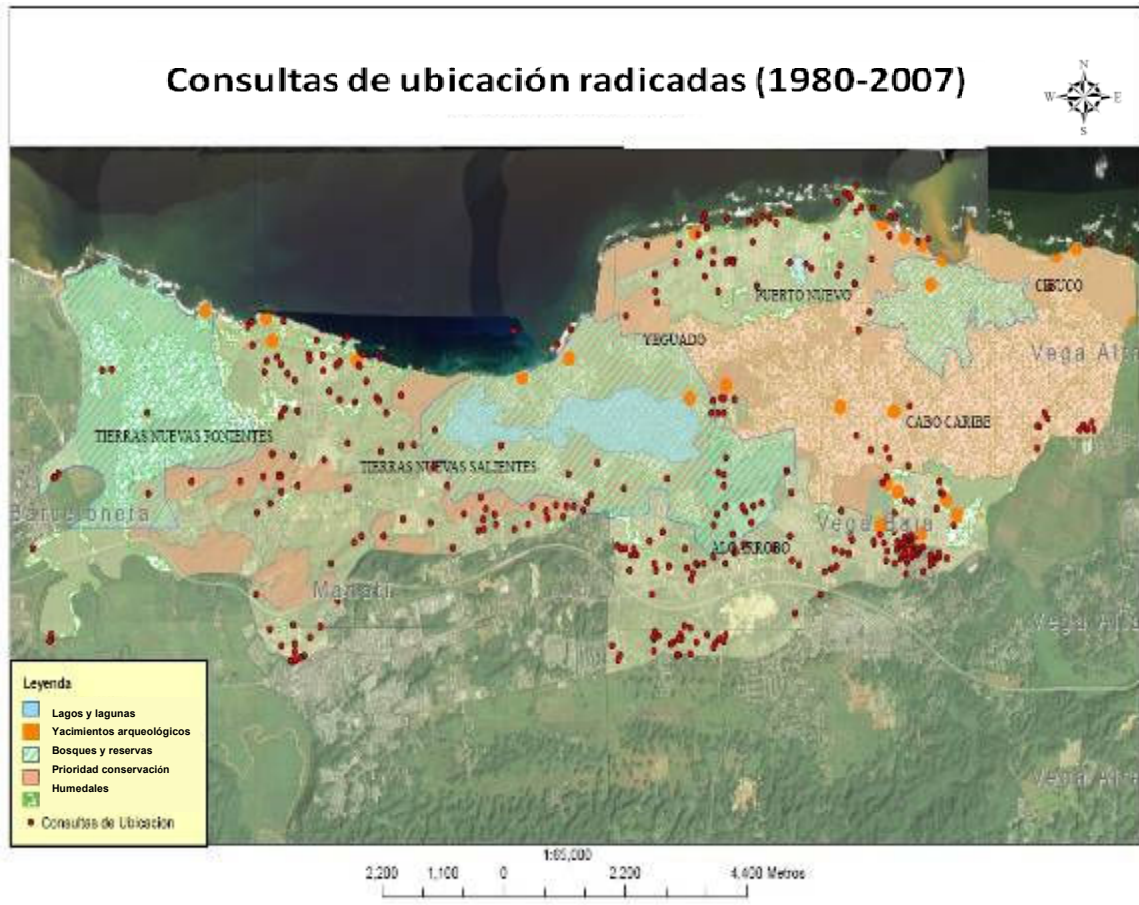 Consultas de ubicación radicadas (1980-2007)
N
W E
S
PUERTO NUEVO
CIBUCO
YEGUADO
Vega Alta
CABO CARIBE
TIERRAS NUEVAS PONIENTES
TIERRAS NUEVAS SALIENTES
Barceloneta
Vega Baja
ALGARROBO
Manatí
Vega Alta
Vega Alta
Leyenda
Lagos y lagunas
Yacimientos arqueológicos
Bosques y reservas
Prioridad conservación
Humedales
Consultas de Ubicacion
1:65,000
2,200 1,100 0 2,200 4,400 Metros